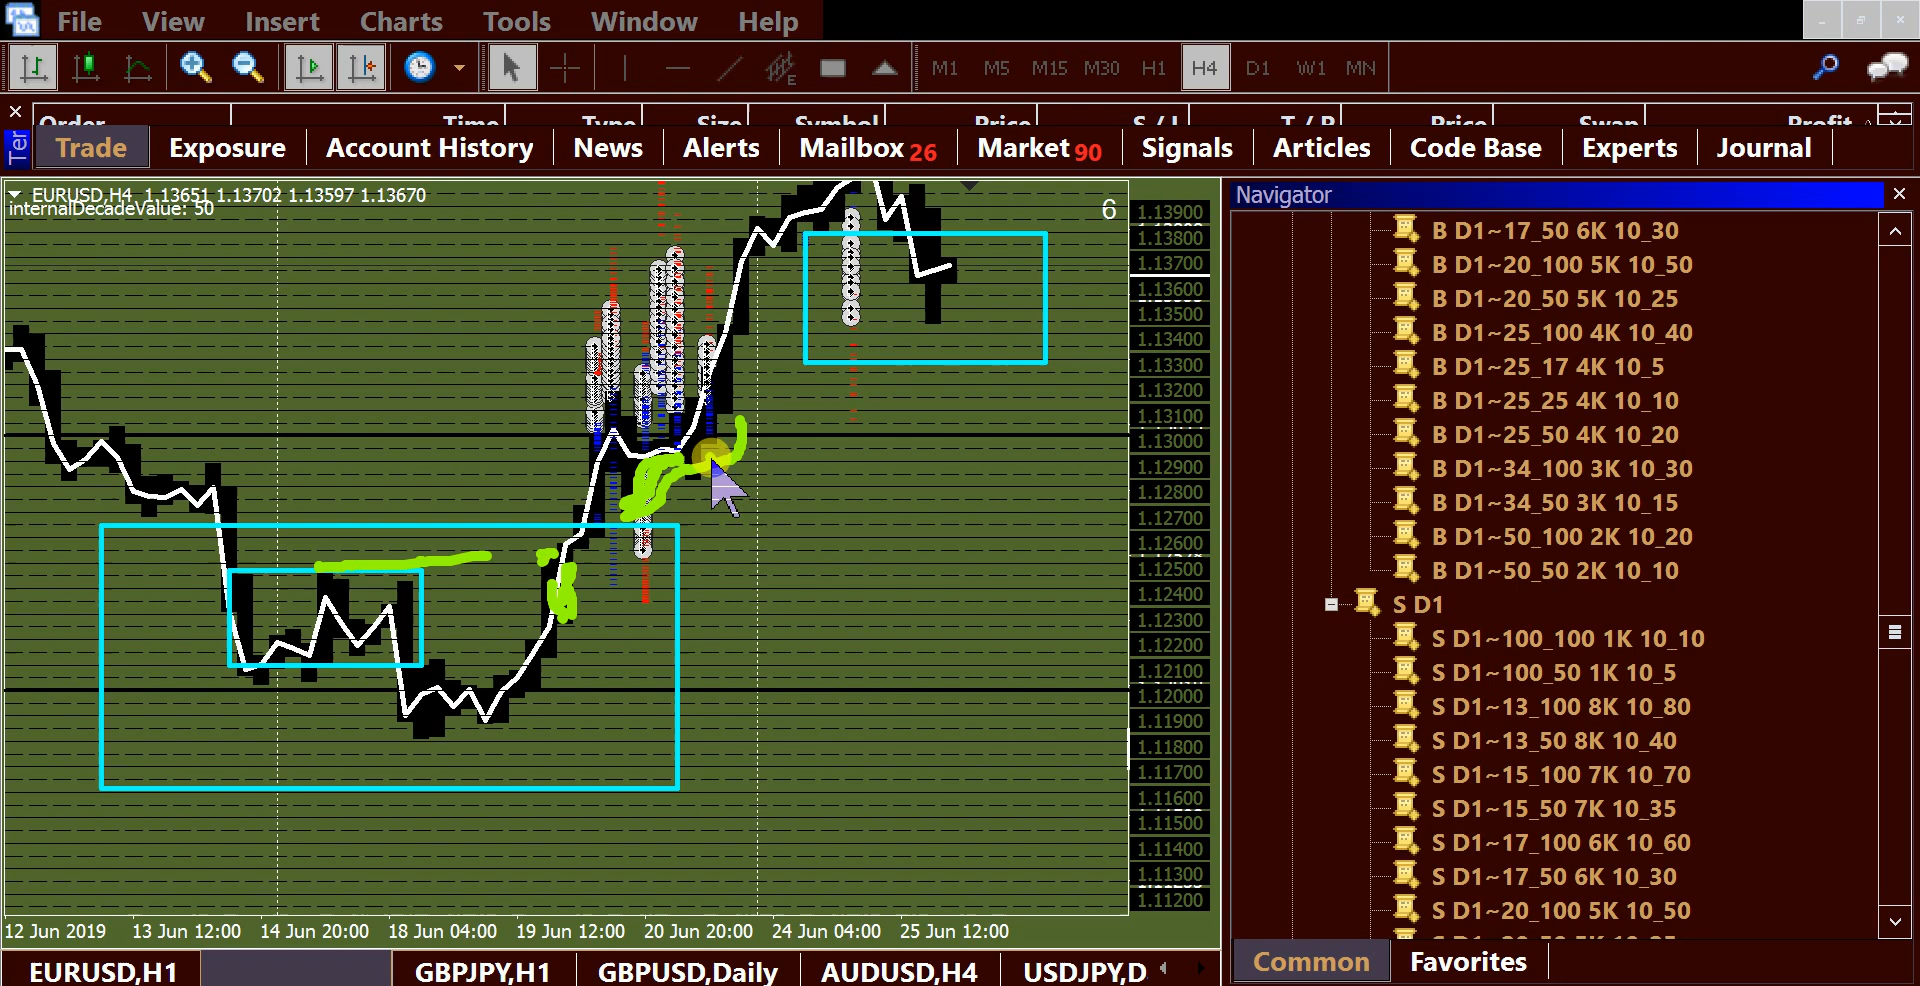 File View Insert Charts Tools Window Help
M1 M5 M15 M30 H1 H4 D1 W1 MN
Order Time Type Size Symbol Price S / L T / P Price Swap Profit
Ter
Trade Exposure Account History News Alerts Mailbox 26 Market 90 Signals Articles Code Base Experts Journal
EURUSD,H4 1.13651 1.13702 1.13597 1.13670
internalDecadeValue: 50
6
1.13900
1.13800
1.13700
1.13600
1.13500
1.13400
1.13300
1.13200
1.13100
1.13000
1.12900
1.12800
1.12700
1.12600
1.12500
1.12400
1.12300
1.12200
1.12100
1.12000
1.11900
1.11800
1.11700
1.11600
1.11500
1.11400
1.11300
1.11200
12 Jun 2019 13 Jun 12:00 14 Jun 20:00 18 Jun 04:00 19 Jun 12:00 20 Jun 20:00 24 Jun 04:00 25 Jun 12:00
EURUSD,H1 GBPJPY,H1 GBPUSD,Daily AUDUSD,H4 USDJPY,D
Navigator
B D1~17_50 6K 10_30
B D1~20_100 5K 10_50
B D1~20_50 5K 10_25
B D1~25_100 4K 10_40
B D1~25_17 4K 10_5
B D1~25_25 4K 10_10
B D1~25_50 4K 10_20
B D1~34_100 3K 10_30
B D1~34_50 3K 10_15
B D1~50_100 2K 10_20
B D1~50_50 2K 10_10
S D1
S D1~100_100 1K 10_10
S D1~100_50 1K 10_5
S D1~13_100 8K 10_80
S D1~13_50 8K 10_40
S D1~15_100 7K 10_70
S D1~15_50 7K 10_35
S D1~17_100 6K 10_60
S D1~17_50 6K 10_30
S D1~20_100 5K 10_50
Common Favorites